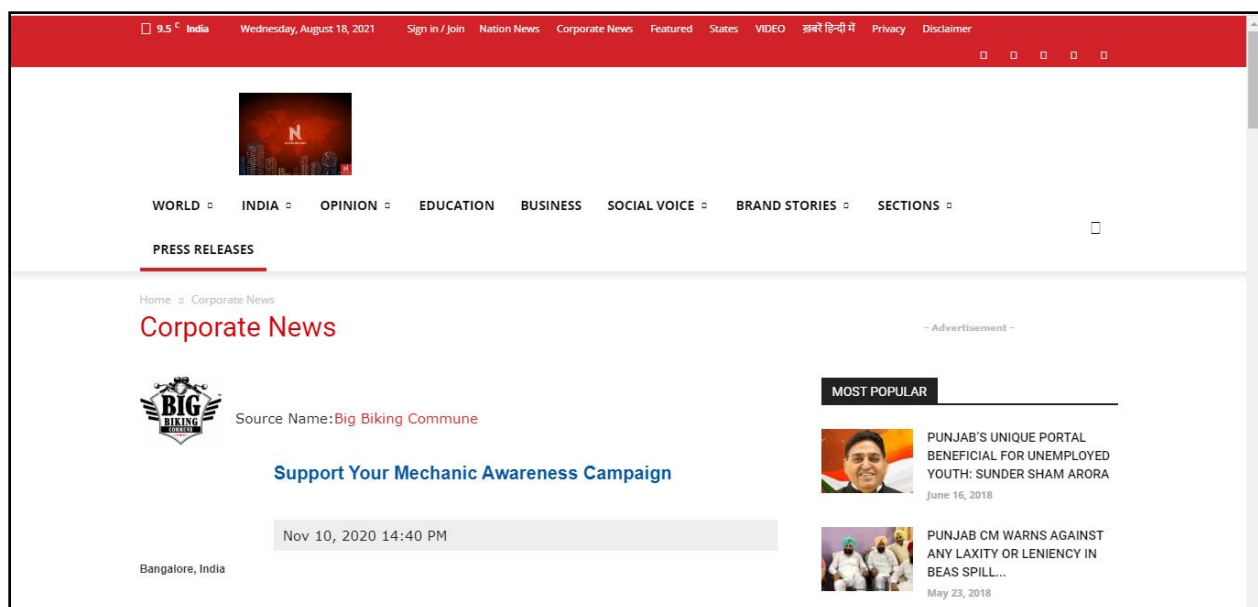 9.5 C India Wednesday, August 18, 2021 Sign in / Join Nation News Corporate News Featured States VIDEO ख़बरें हिन्दी में Privacy Disclaimer
N
WORLD INDIA OPINION EDUCATION BUSINESS SOCIAL VOICE BRAND STORIES SECTIONS
PRESS RELEASES
Home Corporate News
Corporate News
- Advertisement -
BIG
BIKING
COMMUNE
Source Name:Big Biking Commune
Support Your Mechanic Awareness Campaign
Nov 10, 2020 14:40 PM
Bangalore, India
MOST POPULAR
PUNJAB'S UNIQUE PORTAL
BENEFICIAL FOR UNEMPLOYED
YOUTH: SUNDER SHAM ARORA
June 16, 2018
PUNJAB CM WARNS AGAINST
ANY LAXITY OR LENIENCY IN
BEAS SPILL...
May 23, 2018